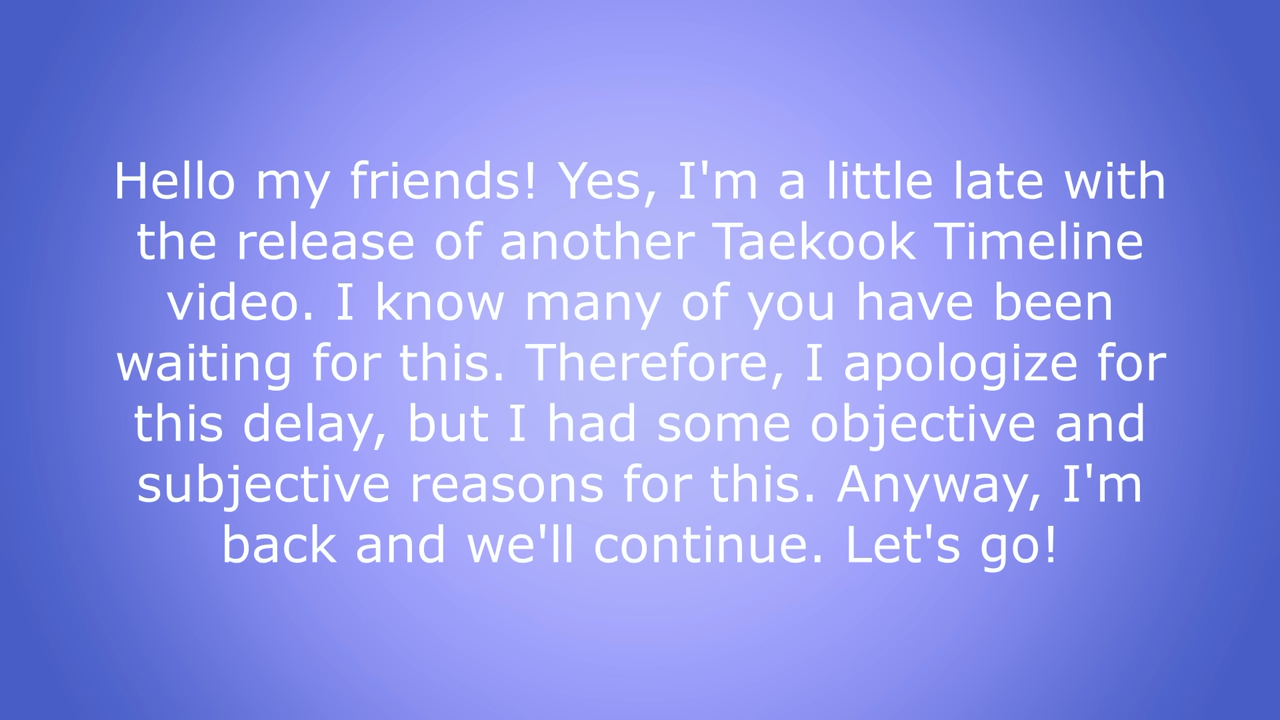 Hello my friends! Yes, I'm a little late with
the release of another Taekook Timeline
video. I know many of you have been
waiting for this. Therefore, I apologize for
this delay, but I had some objective and
subjective reasons for this. Anyway, I'm
back and we'll continue. Let's go!